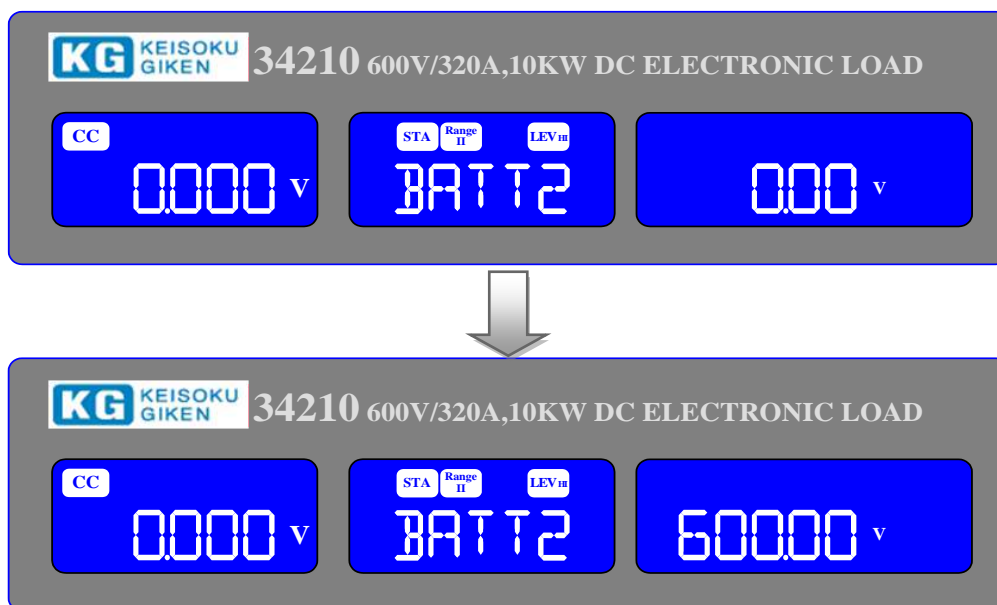 KG KEISOKU GIKEN 34210 600V/320A,10KW DC ELECTRONIC LOAD
CC STA Range II LEV HI
0.000 V BATT2 0.00 V
KG KEISOKU GIKEN 34210 600V/320A,10KW DC ELECTRONIC LOAD
CC STA Range II LEV HI
0.000 V BATT2 600.00 V